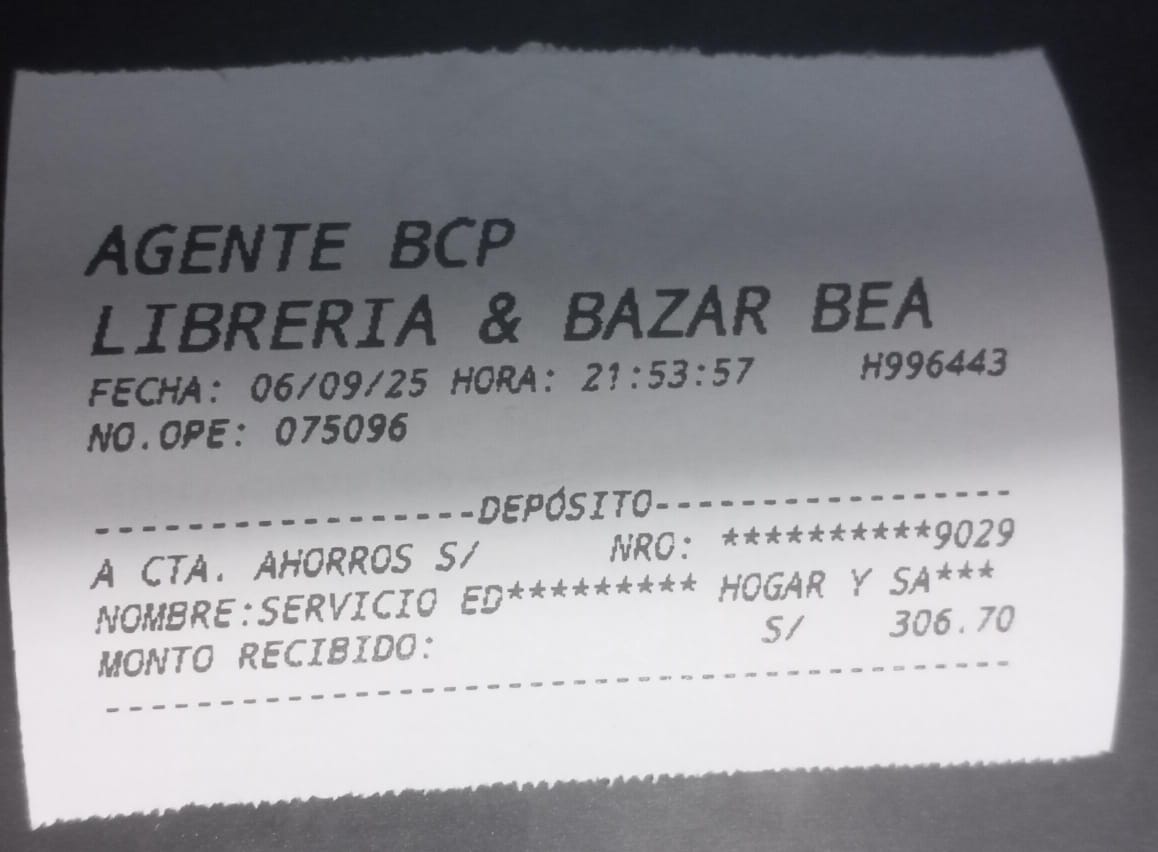 AGENTE BCP
LIBRERIA & BAZAR BEA
FECHA: 06/09/25 HORA: 21:53:57 H996443
NO.OPE: 075096
------------------DEPÓSITO------------------
A CTA. AHORROS S/ NRO: **********9029
NOMBRE:SERVICIO ED********* HOGAR Y SA***
MONTO RECIBIDO: S/ 306.70
--------------------------------------------